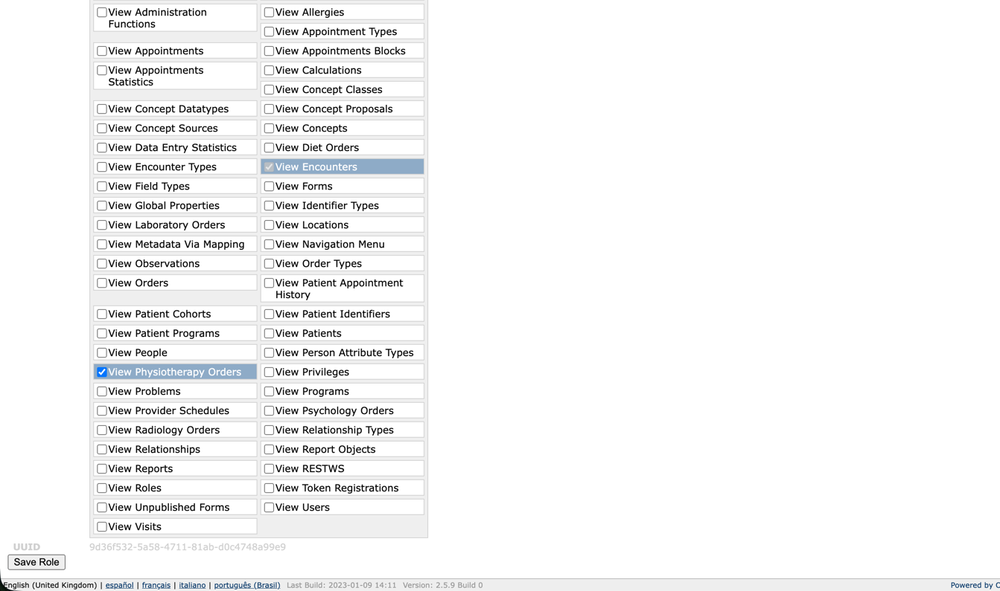 View Administration
Functions
View Allergies
View Appointment Types
View Appointments
View Appointments Blocks
View Appointments
Statistics
View Calculations
View Concept Classes
View Concept Datatypes
View Concept Proposals
View Concept Sources
View Concepts
View Data Entry Statistics
View Diet Orders
View Encounter Types
View Encounters
View Field Types
View Forms
View Global Properties
View Identifier Types
View Laboratory Orders
View Locations
View Metadata Via Mapping
View Navigation Menu
View Observations
View Order Types
View Orders
View Patient Appointment
History
View Patient Cohorts
View Patient Identifiers
View Patient Programs
View Patients
View People
View Person Attribute Types
View Physiotherapy Orders
View Privileges
View Problems
View Programs
View Provider Schedules
View Psychology Orders
View Radiology Orders
View Relationship Types
View Relationships
View Report Objects
View Reports
View RESTWS
View Roles
View Token Registrations
View Unpublished Forms
View Users
View Visits
UUID 9d36f532-5a58-4711-81ab-d0c4748a99e9
Save Role
English (United Kingdom) | español | français | italiano | português (Brasil) Last Build: 2023-01-09 14:11 Version: 2.5.9 Build 0 Powered by